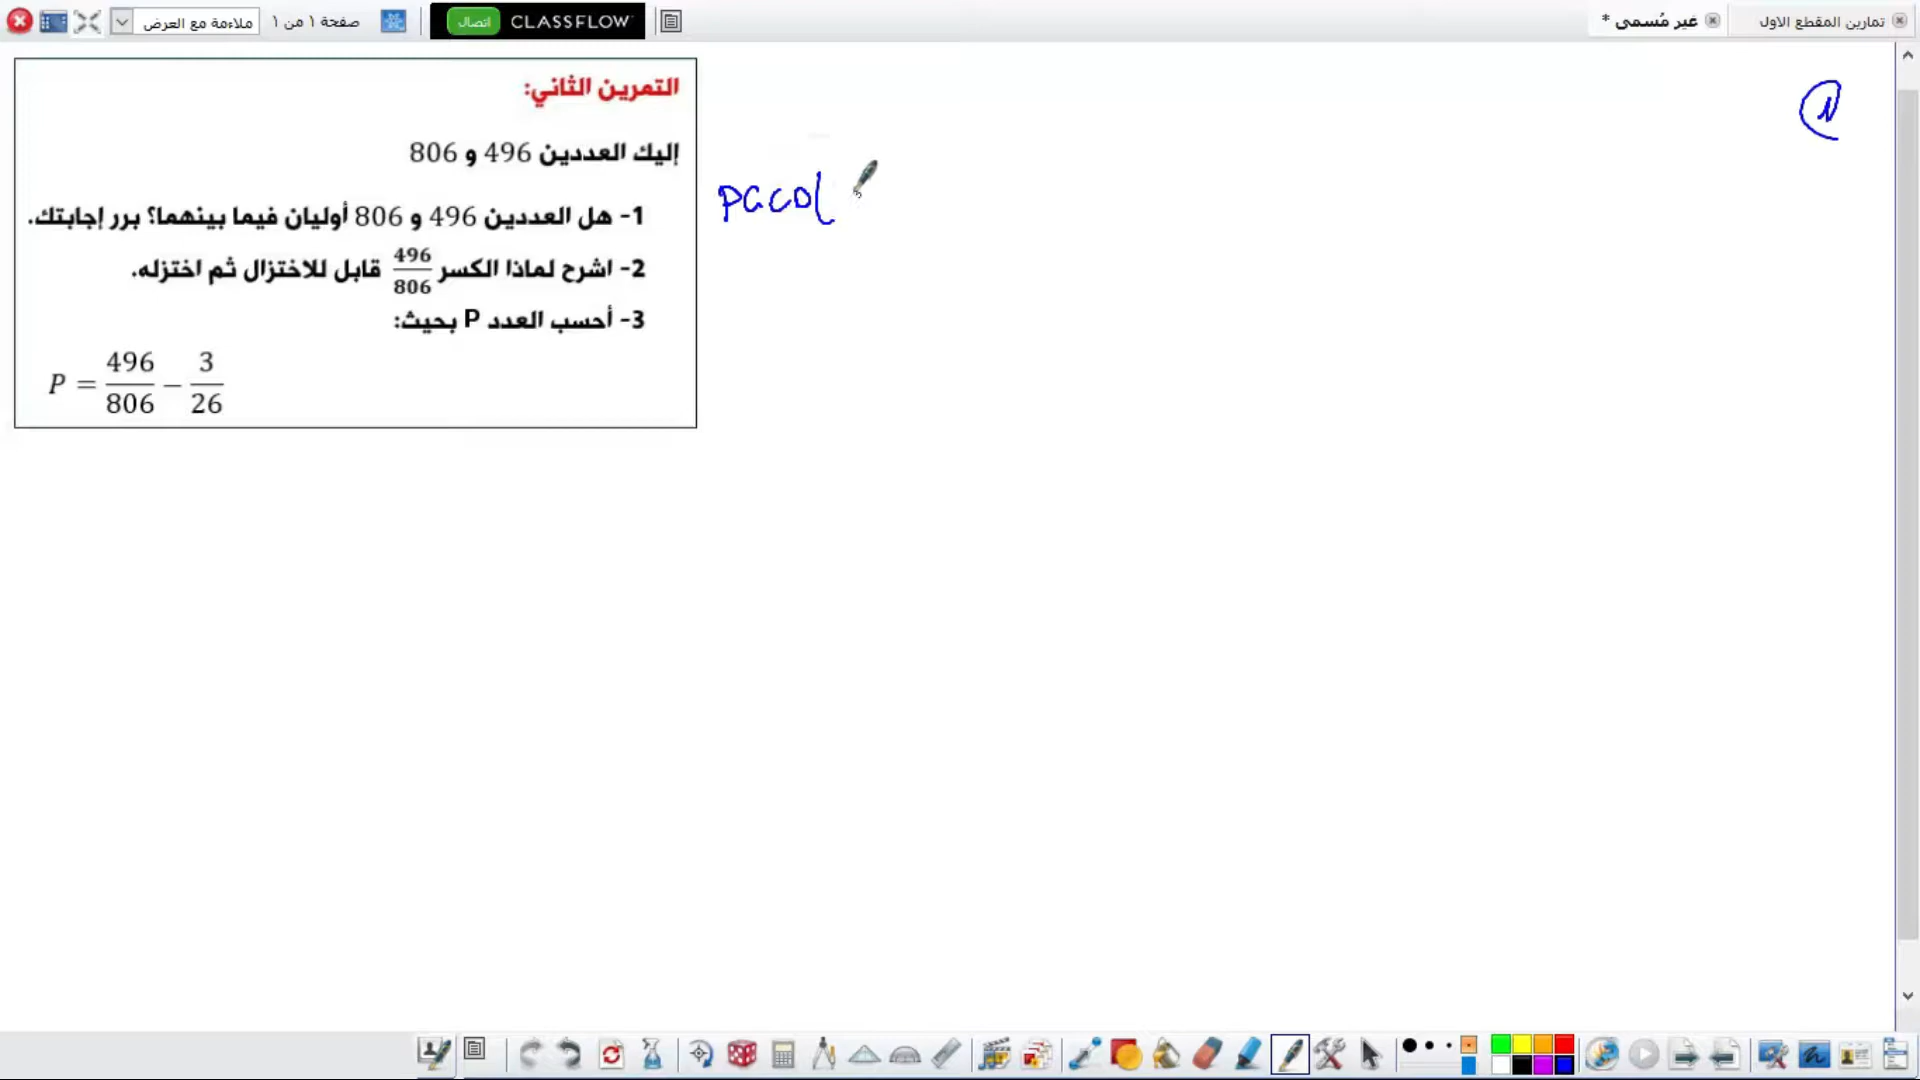 ملاءمة مع العرض
صفحة ١ من ١
اتصال CLASSFLOW
غير مُسمى *
تمارين المقطع الاول
التمرين الثاني:
إليك العددين 496 و 806
1- هل العددين 496 و 806 أوليان فيما بينهما؟ برر إجابتك.
2- اشرح لماذا الكسر 496/806 قابل للاختزال ثم اختزله.
3- أحسب العدد P بحيث:
P = 496/806 − 3/26
PGCD(